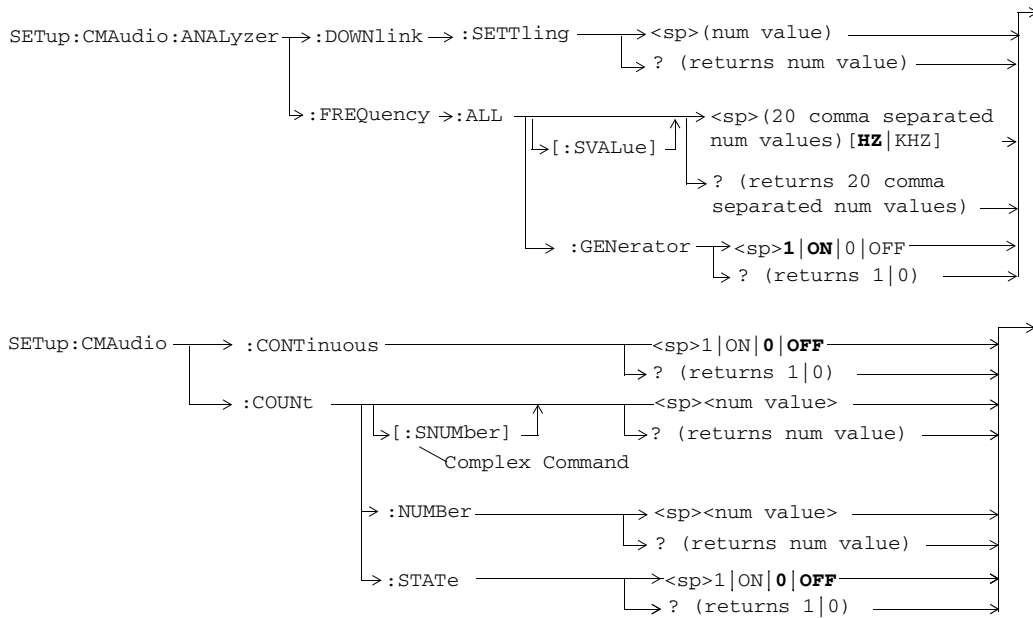 SETup:CMAudio:ANALyzer :DOWNlink :SETTling <sp>(num value)
? (returns num value)
:FREQuency :ALL <sp>(20 comma separated
[:SVALue] num values)[HZ|KHZ]
? (returns 20 comma
separated num values)
:GENerator <sp>1|ON|0|OFF
? (returns 1|0)
SETup:CMAudio :CONTinuous <sp>1|ON|0|OFF
? (returns 1|0)
:COUNt <sp><num value>
[:SNUMber] ? (returns num value)
Complex Command
:NUMBer <sp><num value>
? (returns num value)
:STATe <sp>1|ON|0|OFF
? (returns 1|0)